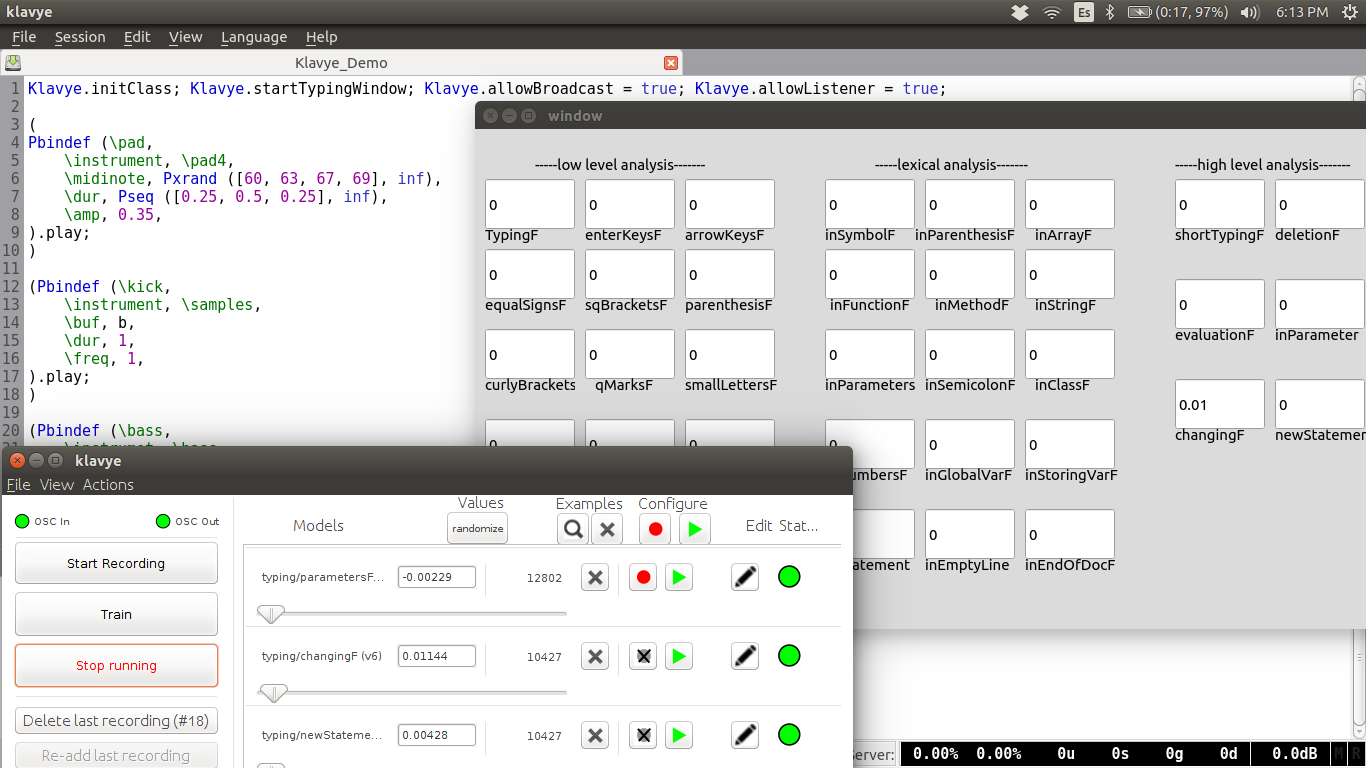 klavye
Es (0:17, 97%) 6:13 PM
File Session Edit View Language Help
Klavye_Demo
1 Klavye.initClass; Klavye.startTypingWindow; Klavye.allowBroadcast = true; Klavye.allowListener = true;
2
3 (
4 Pbindef (\pad,
5 \instrument, \pad4,
6 \midinote, Pxrand ([60, 63, 67, 69], inf),
7 \dur, Pseq ([0.25, 0.5, 0.25], inf),
8 \amp, 0.35,
9 ).play;
10 )
11
12 (Pbindef (\kick,
13 \instrument, \samples,
14 \buf, b,
15 \dur, 1,
16 \freq, 1,
17 ).play;
18 )
19
20 (Pbindef (\bass,
window
-----low level analysis-------
0 0 0
TypingF enterKeysF arrowKeysF
0 0 0
equalSignsF sqBracketsF parenthesisF
0 0 0
curlyBrackets qMarksF smallLettersF
0 0 0
-----lexical analysis-------
0 0 0
inSymbolF inParenthesisF inArrayF
0 0 0
inFunctionF inMethodF inStringF
0 0 0
inParameters inSemicolonF inClassF
0 0
umbersF inGlobalVarF inStoringVarF
0 0
atement inEmptyLine inEndOfDocF
-----high level analysis-------
0 0
shortTypingF deletionF
0 0
evaluationF inParameter
0.01 0
changingF newStatemer
klavye
File View Actions
OSC In OSC Out
Start Recording
Train
Stop running
Delete last recording (#18)
Re-add last recording
Models Values Examples Configure Edit Stat...
randomize
typing/parametersF... -0.00229 12802
typing/changingF (v6) 0.01144 10427
typing/newStateme... 0.00428 10427
Server: 0.00% 0.00% 0u 0s 0g 0d 0.0dB M R